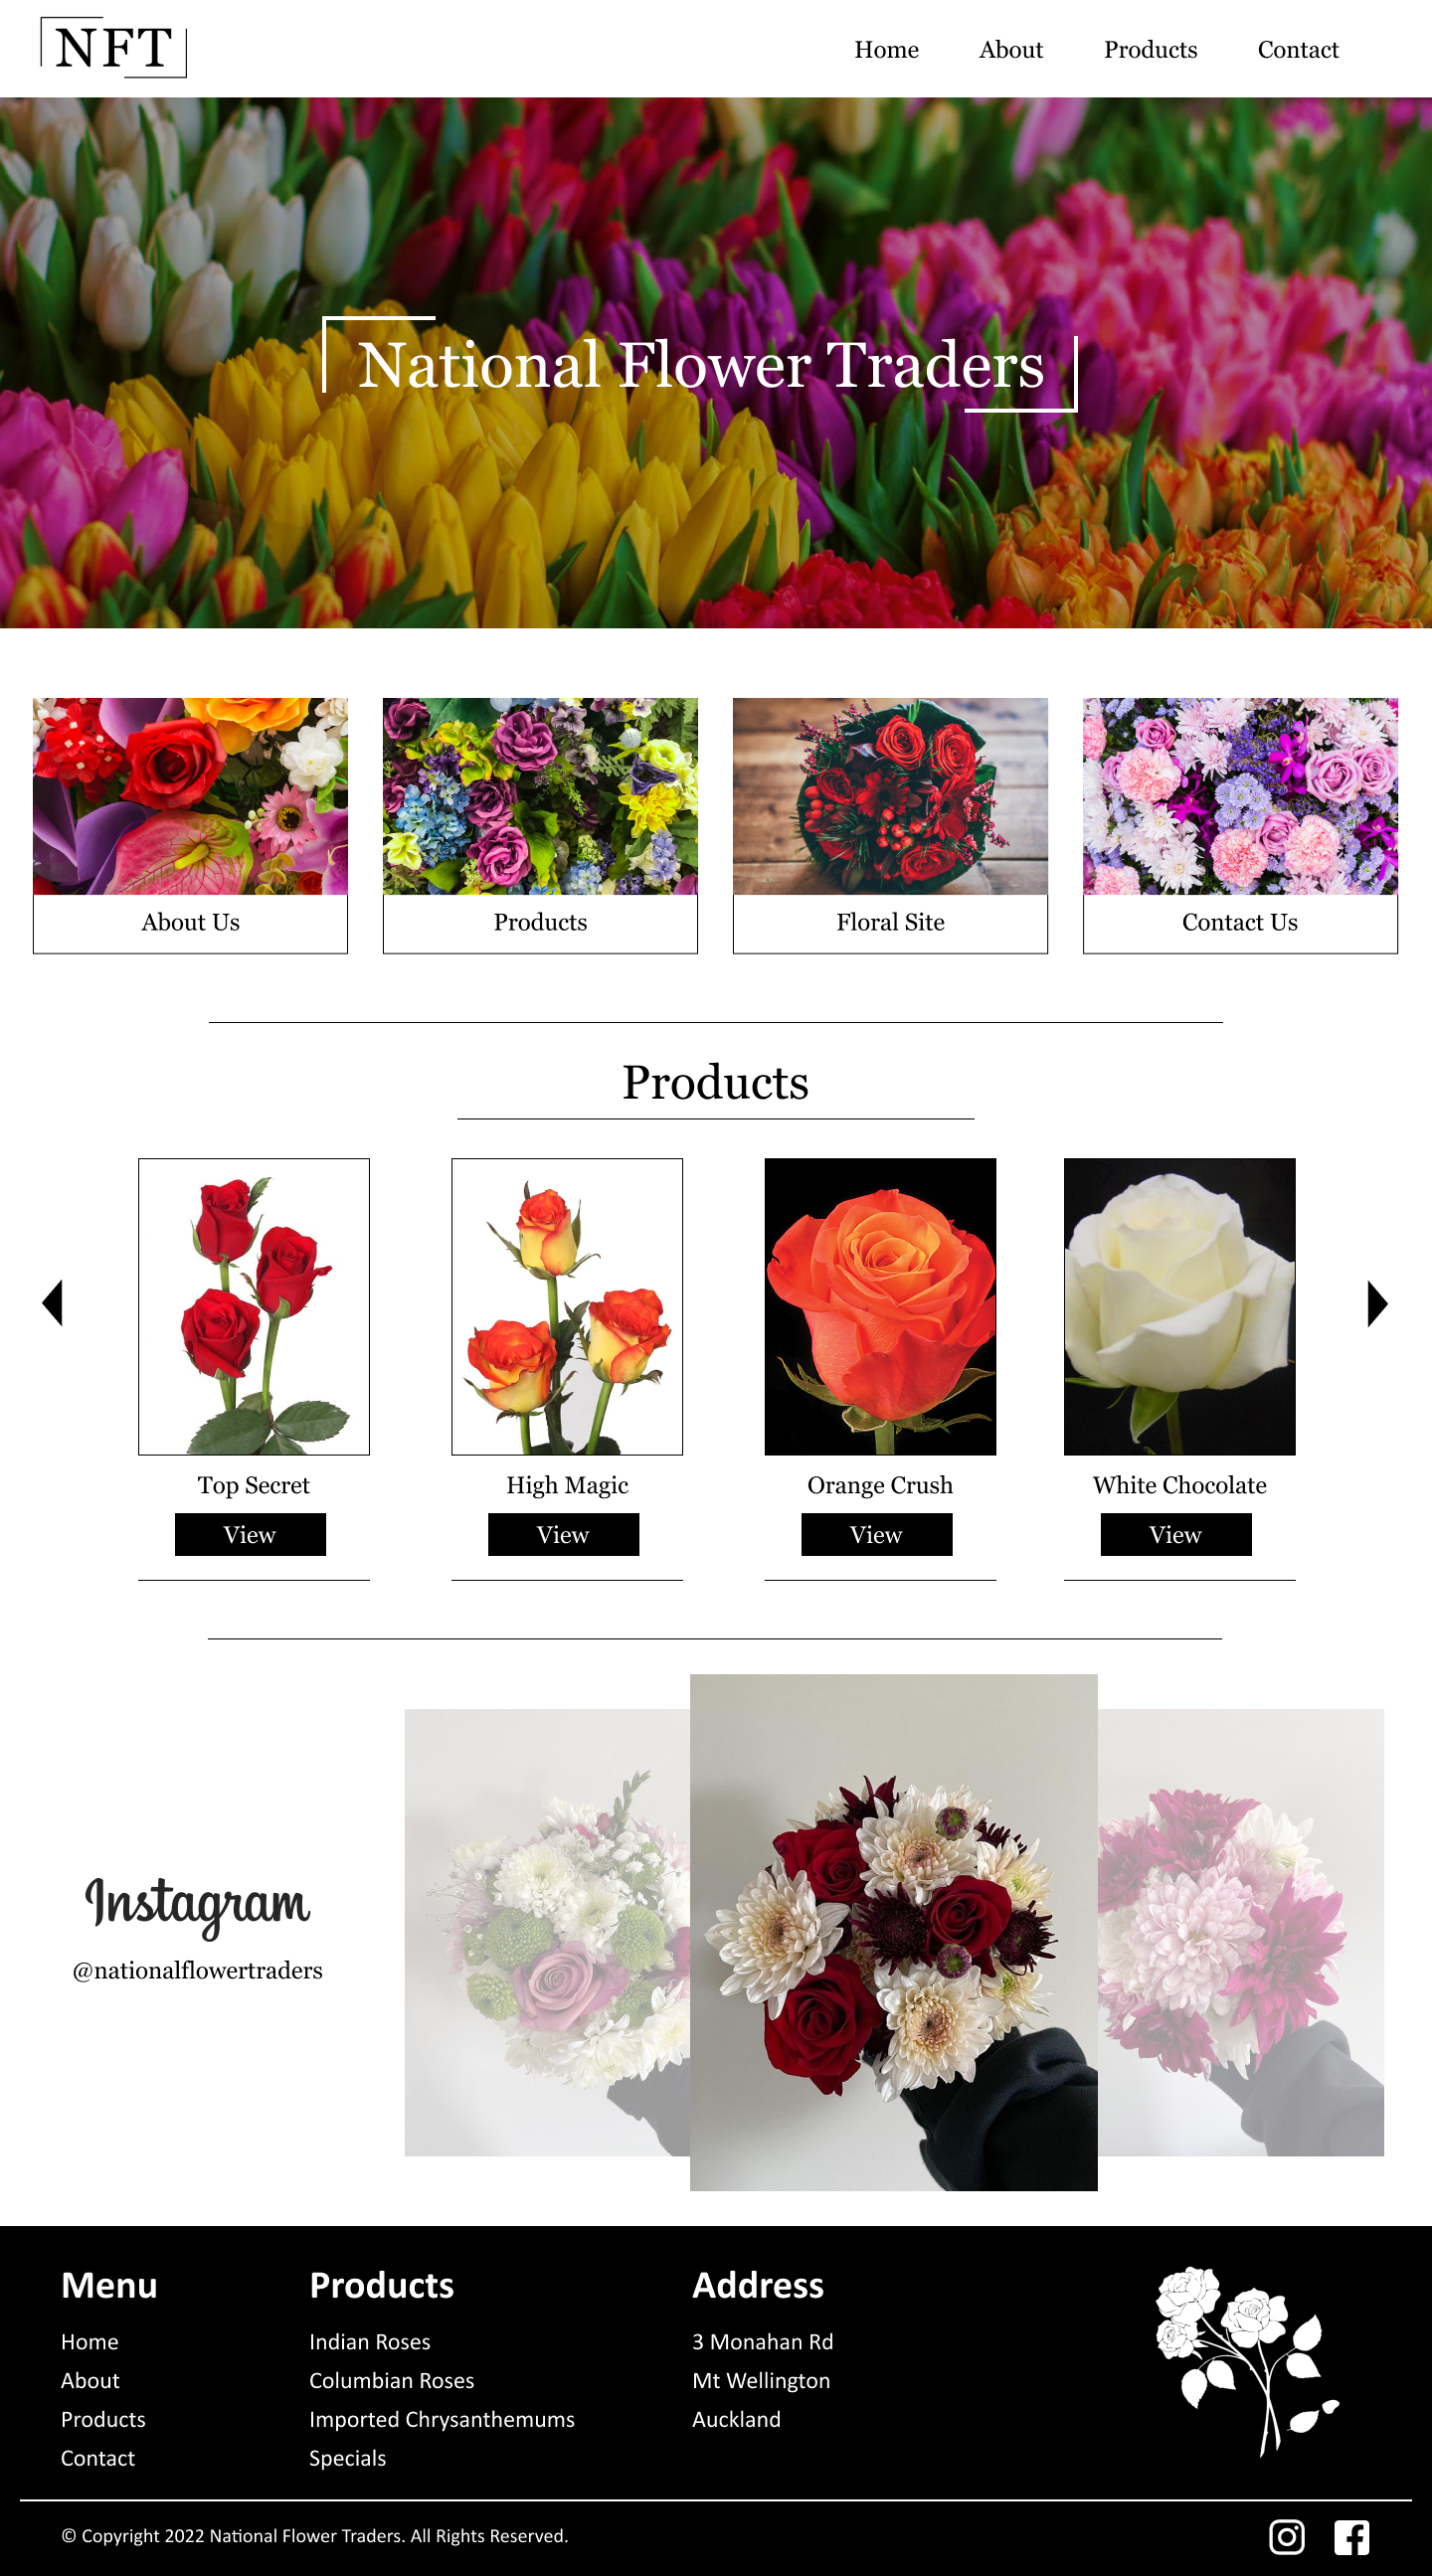 NFT
Home About Products Contact
National Flower Traders
About Us Products Floral Site Contact Us
Products
Top Secret High Magic Orange Crush White Chocolate
View View View View
Instagram
@nationalflowertraders
Menu Products Address
Home Indian Roses 3 Monahan Rd
About Columbian Roses Mt Wellington
Products Imported Chrysanthemums Auckland
Contact Specials
© Copyright 2022 National Flower Traders. All Rights Reserved.